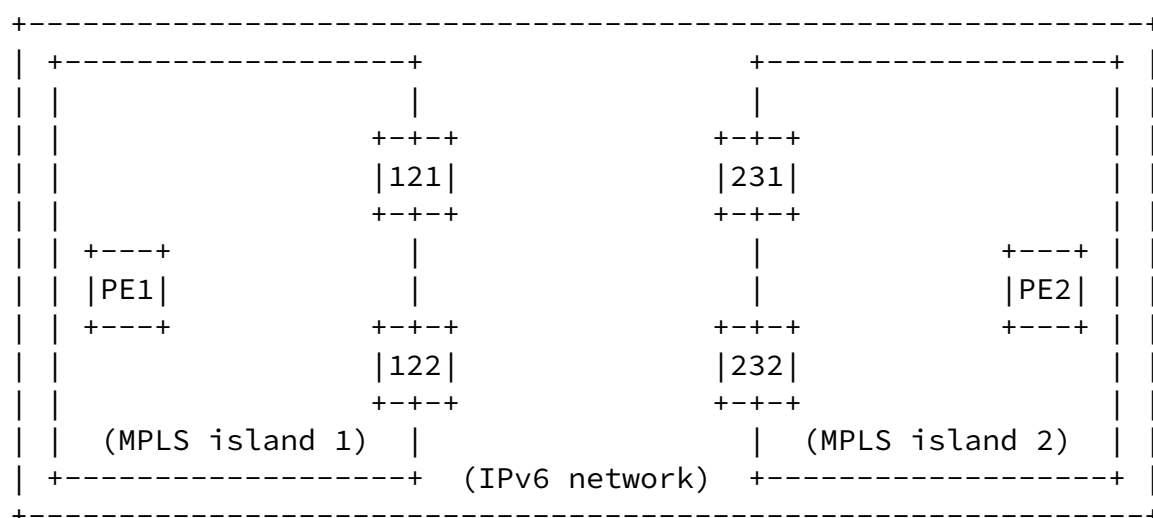 121 231
PE1 PE2
122 232
(MPLS island 1) (MPLS island 2)
(IPv6 network)